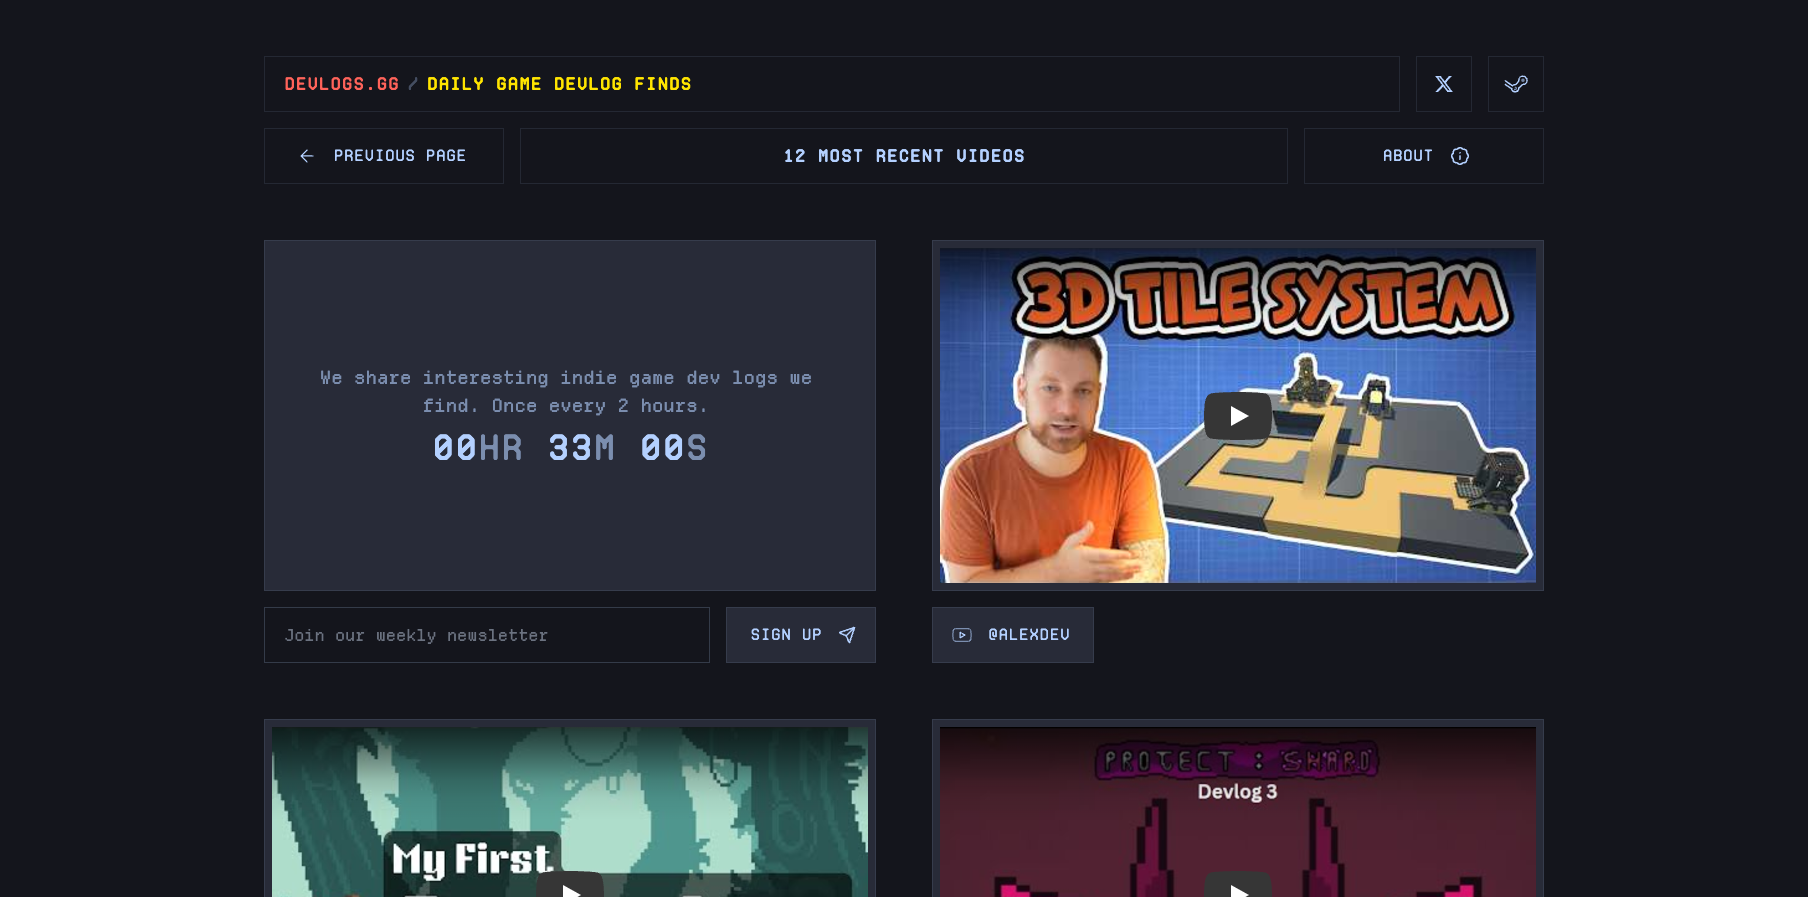 DEVLOGS.GG / DAILY GAME DEVLOG FINDS
PREVIOUS PAGE
12 MOST RECENT VIDEOS
ABOUT
We share interesting indie game dev logs we
find. Once every 2 hours.
00HR 33M 00S
3D TILE SYSTEM
Join our weekly newsletter
SIGN UP
@ALEXDEV
My First
PROTECT : SHARD
Devlog 3